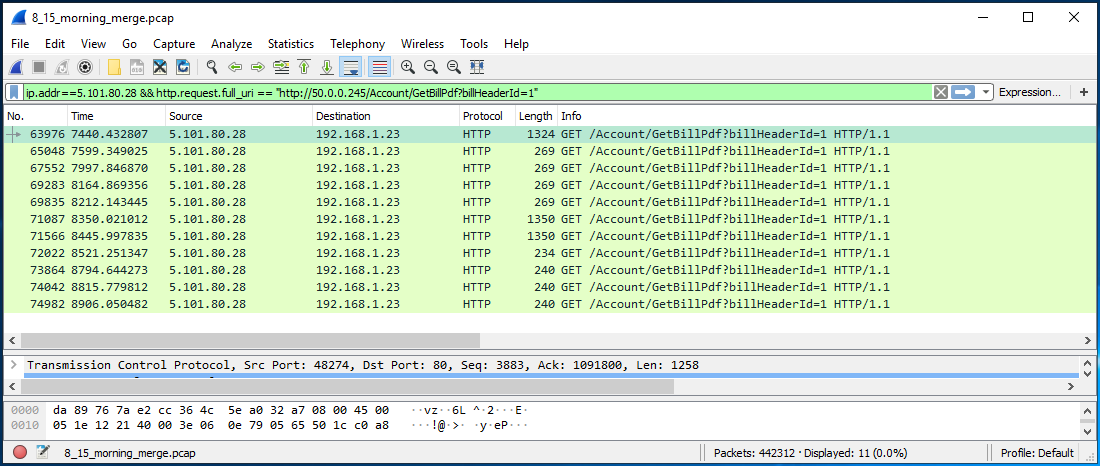 8_15_morning_merge.pcap
File Edit View Go Capture Analyze Statistics Telephony Wireless Tools Help
ip.addr==5.101.80.28 && http.request.full_uri == "http://50.0.0.245/Account/GetBillPdf?billHeaderId=1" Expression… +
No. Time Source Destination Protocol Length Info
63976 7440.432807 5.101.80.28 192.168.1.23 HTTP 1324 GET /Account/GetBillPdf?billHeaderId=1 HTTP/1.1
65048 7599.349025 5.101.80.28 192.168.1.23 HTTP 269 GET /Account/GetBillPdf?billHeaderId=1 HTTP/1.1
67552 7997.846870 5.101.80.28 192.168.1.23 HTTP 269 GET /Account/GetBillPdf?billHeaderId=1 HTTP/1.1
69283 8164.869356 5.101.80.28 192.168.1.23 HTTP 269 GET /Account/GetBillPdf?billHeaderId=1 HTTP/1.1
69835 8212.143445 5.101.80.28 192.168.1.23 HTTP 269 GET /Account/GetBillPdf?billHeaderId=1 HTTP/1.1
71087 8350.021012 5.101.80.28 192.168.1.23 HTTP 1350 GET /Account/GetBillPdf?billHeaderId=1 HTTP/1.1
71566 8445.997835 5.101.80.28 192.168.1.23 HTTP 1350 GET /Account/GetBillPdf?billHeaderId=1 HTTP/1.1
72022 8521.251347 5.101.80.28 192.168.1.23 HTTP 234 GET /Account/GetBillPdf?billHeaderId=1 HTTP/1.1
73864 8794.644273 5.101.80.28 192.168.1.23 HTTP 240 GET /Account/GetBillPdf?billHeaderId=1 HTTP/1.1
74042 8815.779812 5.101.80.28 192.168.1.23 HTTP 240 GET /Account/GetBillPdf?billHeaderId=1 HTTP/1.1
74982 8906.050482 5.101.80.28 192.168.1.23 HTTP 240 GET /Account/GetBillPdf?billHeaderId=1 HTTP/1.1
Transmission Control Protocol, Src Port: 48274, Dst Port: 80, Seq: 3883, Ack: 1091800, Len: 1258
0000 da 89 76 7a e2 cc 36 4c 5e a0 32 a7 08 00 45 00 ··vz··6L ^·2···E·
0010 05 1e 12 21 40 00 3e 06 0e 79 05 65 50 1c c0 a8 ···!@·>· ·y·eP···
8_15_morning_merge.pcap Packets: 442312 · Displayed: 11 (0.0%) Profile: Default